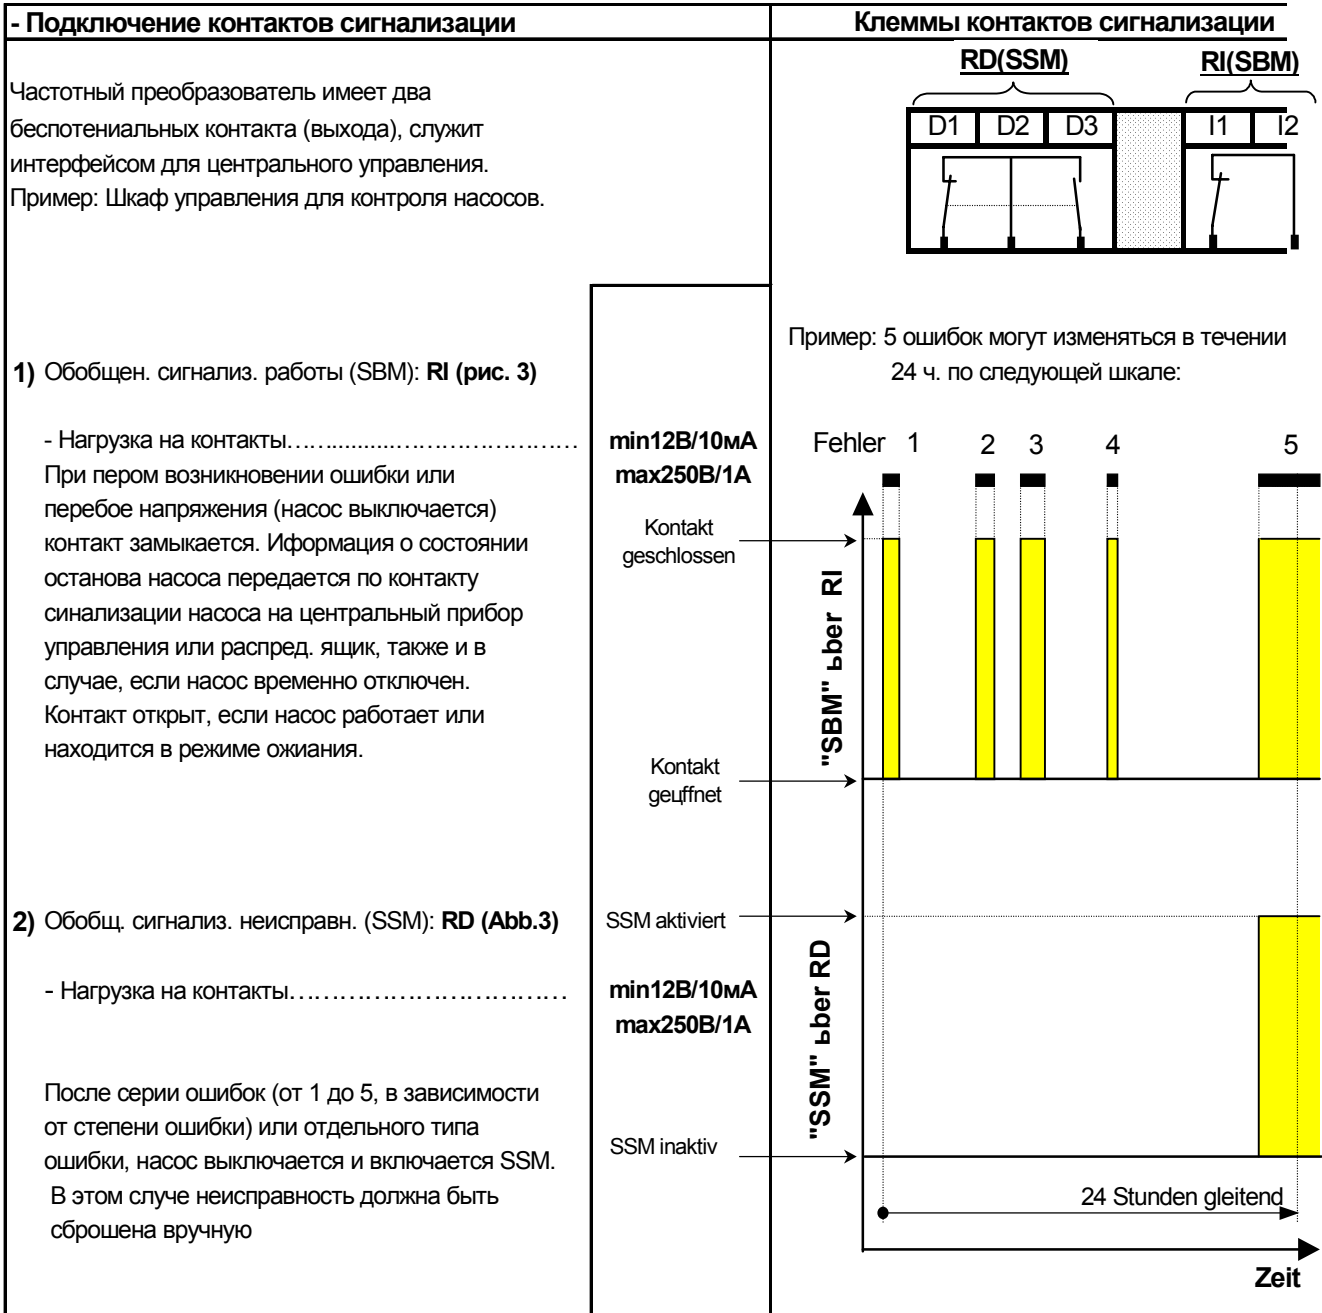 - Подключение контактов сигнализации
Клеммы контактов сигнализации
Частотный преобразователь имеет два
беспотениальных контакта (выхода), служит
интерфейсом для центрального управления.
Пример: Шкаф управления для контроля насосов.
RD(SSM)
RI(SBM)
D1 D2 D3 I1 I2
1) Обобщен. сигнализ. работы (SBM): RI (рис. 3)
- Нагрузка на контакты……...........……………………
min12В/10мА
max250В/1А
При пером возникновении ошибки или
перебое напряжения (насос выключается)
контакт замыкается. Иформация о состоянии
останова насоса передается по контакту
синализации насоса на центральный прибор
управления или распред. ящик, также и в
случае, если насос временно отключен.
Контакт открыт, если насос работает или
находится в режиме ожиания.
Пример: 5 ошибок могут изменяться в течении
24 ч. по следующей шкале:
Fehler 1 2 3 4 5
Kontakt
geschlossen
"SBM" ьber RI
Kontakt
geцffnet
2) Обобщ. сигнализ. неисправн. (SSM): RD (Abb.3)
- Нагрузка на контакты……………………………
min12В/10мА
max250В/1А
После серии ошибок (от 1 до 5, в зависимости
от степени ошибки) или отдельного типа
ошибки, насос выключается и включается SSM.
В этом случе неисправность должна быть
сброшена вручную
SSM aktiviert
"SSM" ьber RD
SSM inaktiv
24 Stunden gleitend
Zeit